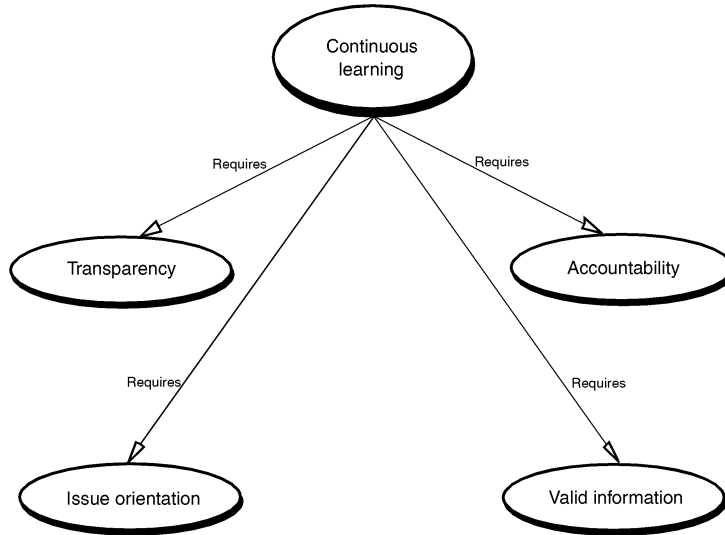 Continuous
learning
Requires
Requires
Transparency
Accountability
Requires
Requires
Issue orientation
Valid information